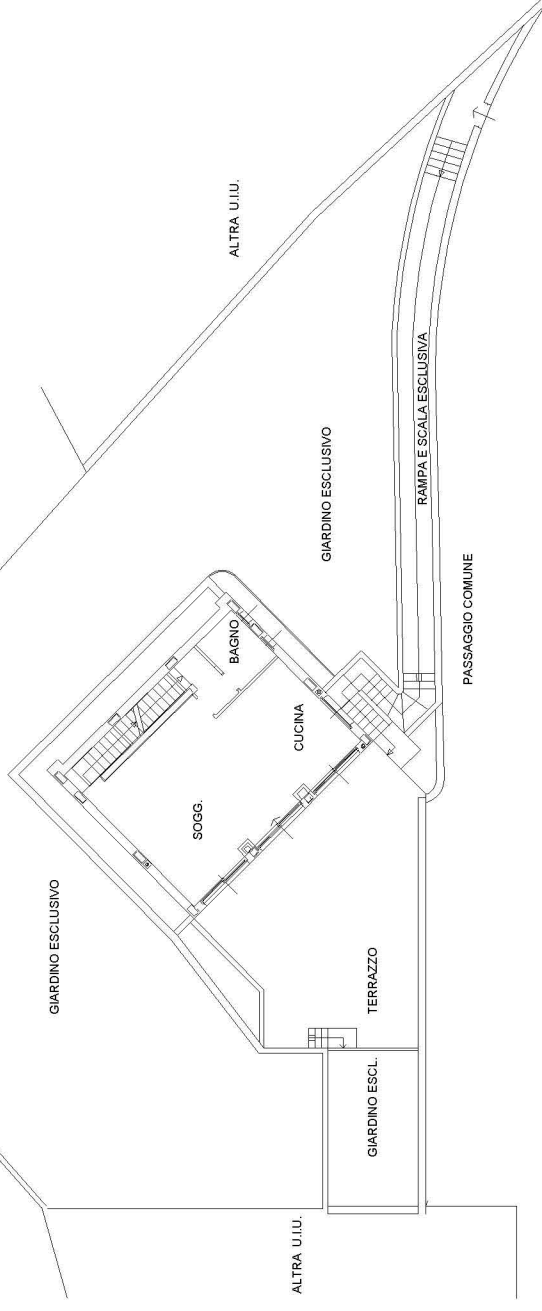 ALTRA U.I.U.
GIARDINO ESCLUSIVO
RAMPA E SCALA ESCLUSIVA
PASSAGGIO COMUNE
BAGNO
CUCINA
SOGG.
GIARDINO ESCLUSIVO
TERRAZZO
GIARDINO ESCL.
ALTRA U.I.U.